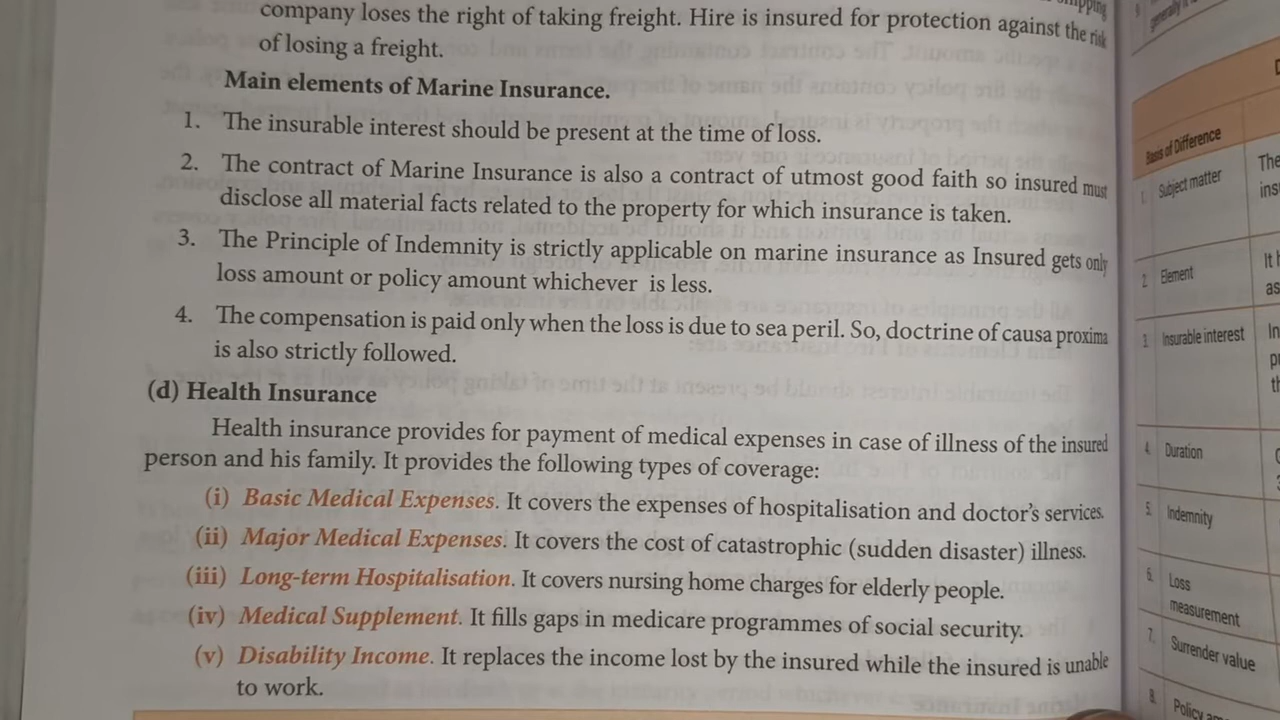 company loses the right of taking freight. Hire is insured for protection against the risk
of losing a freight.
Main elements of Marine Insurance.
1. The insurable interest should be present at the time of loss.
2. The contract of Marine Insurance is also a contract of utmost good faith so insured must
disclose all material facts related to the property for which insurance is taken.
3. The Principle of Indemnity is strictly applicable on marine insurance as Insured gets only
loss amount or policy amount whichever is less.
4. The compensation is paid only when the loss is due to sea peril. So, doctrine of causa proxima
is also strictly followed.
(d) Health Insurance
Health insurance provides for payment of medical expenses in case of illness of the insured
person and his family. It provides the following types of coverage:
(i) Basic Medical Expenses. It covers the expenses of hospitalisation and doctor's services.
(ii) Major Medical Expenses. It covers the cost of catastrophic (sudden disaster) illness.
(iii) Long-term Hospitalisation. It covers nursing home charges for elderly people.
(iv) Medical Supplement. It fills gaps in medicare programmes of social security.
(v) Disability Income. It replaces the income lost by the insured while the insured is unable
to work.
Basis of Difference
1. Subject matter The
2. Element
as
3. Insurable interest In
4. Duration
5. Indemnity
6. Loss
measurement
7. Surrender value
8. Policy